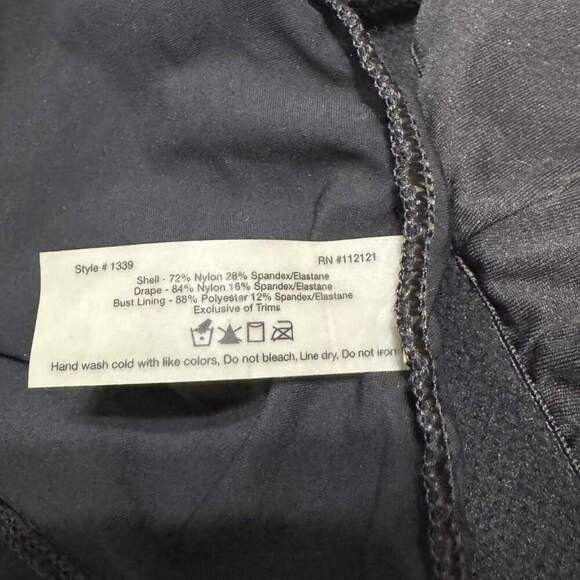 Style # 1339 RN #112121
Shell - 72% Nylon 28% Spandex/Elastane
Drape - 84% Nylon 16% Spandex/Elastane
Bust Lining - 88% Polyester 12% Spandex/Elastane
Exclusive of Trims
Hand wash cold with like colors, Do not bleach, Line dry, Do not iron